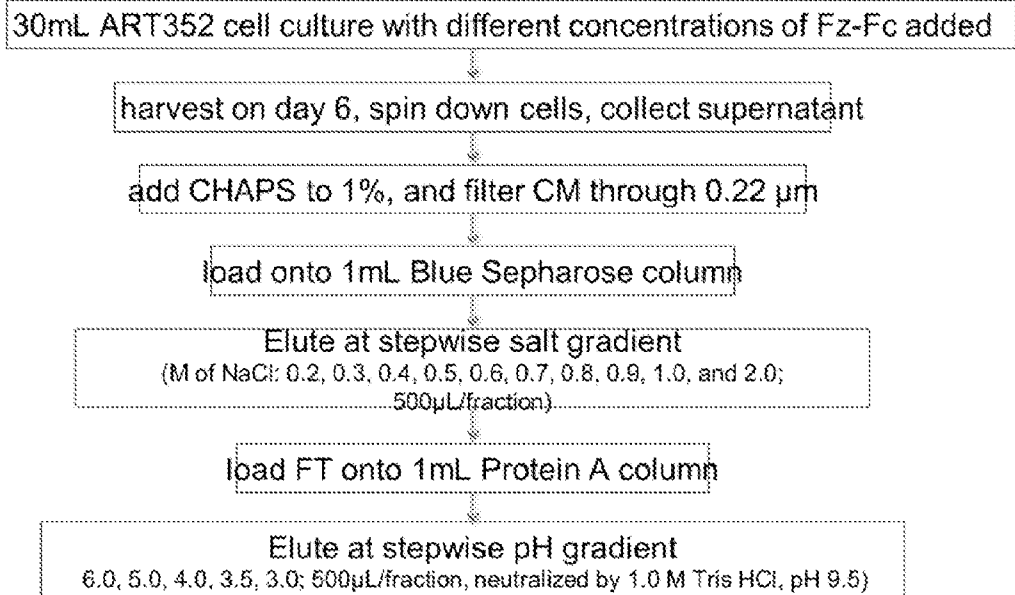 30mL ART352 cell culture with different concentrations of Fz-Fc added
harvest on day 6, spin down cells, collect supernatant
add CHAPS to 1%, and filter CM through 0.22 µm
load onto 1mL Blue Sepharose column
Elute at stepwise salt gradient
(M of NaCl: 0.2, 0.3, 0.4, 0.5, 0.6, 0.7, 0.8, 0.9, 1.0, and 2.0;
500µL/fraction)
load FT onto 1mL Protein A column
Elute at stepwise pH gradient
6.0, 5.0, 4.0, 3.5, 3.0; 500µL/fraction, neutralized by 1.0 M Tris HCl, pH 9.5)